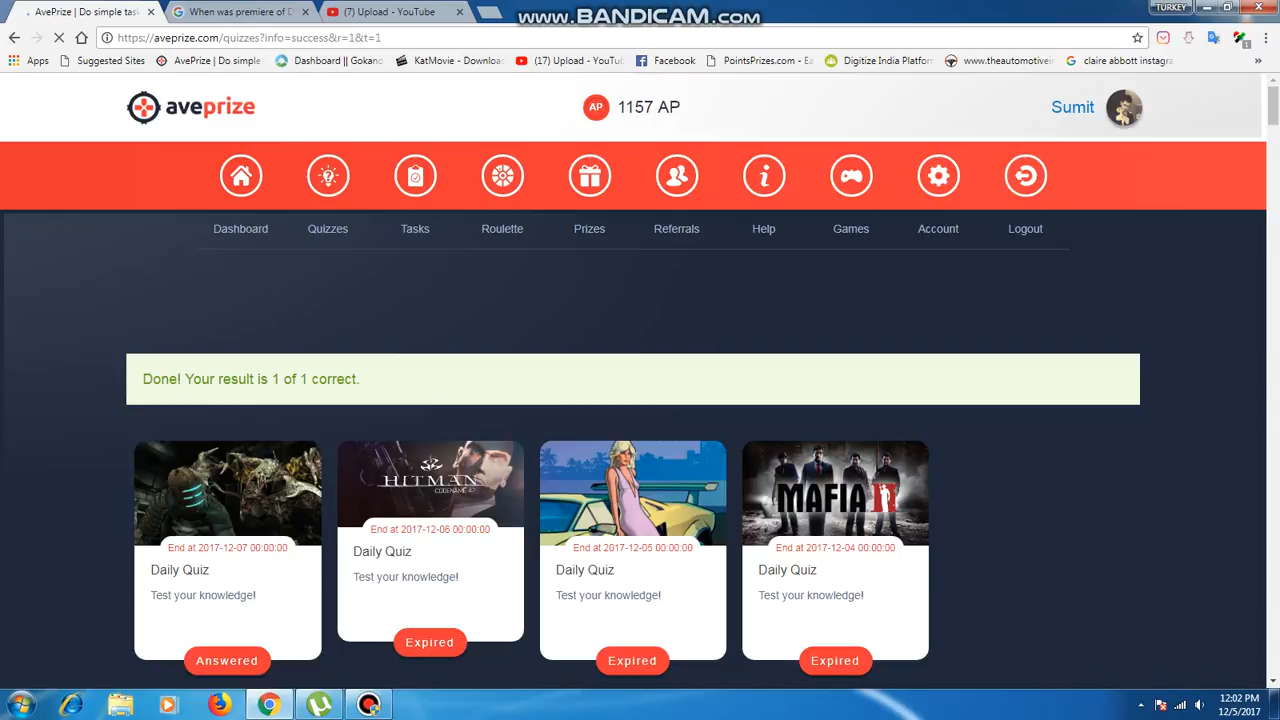 www.BANDICAM.com
AvePrize | Do simple task
When was premiere of D
(7) Upload - YouTube
TURKEY
https://aveprize.com/quizzes?info=success&r=1&t=1
Apps
Suggested Sites
AvePrize | Do simple
Dashboard || Gokano
KatMovie - Downloa
(17) Upload - YouTub
Facebook
PointsPrizes.com - Ea
Digitize India Platform
www.theautomotivei
claire abbott instagra
»
aveprize
AP
1157 AP
Sumit
Dashboard
Quizzes
Tasks
Roulette
Prizes
Referrals
Help
Games
Account
Logout
Done! Your result is 1 of 1 correct.
HITMAN
CODENAME 47
MAFIA II
End at 2017-12-07 00:00:00
End at 2017-12-06 00:00:00
End at 2017-12-05 00:00:00
End at 2017-12-04 00:00:00
Daily Quiz
Daily Quiz
Daily Quiz
Daily Quiz
Test your knowledge!
Test your knowledge!
Test your knowledge!
Test your knowledge!
Answered
Expired
Expired
Expired
12:02 PM
12/5/2017